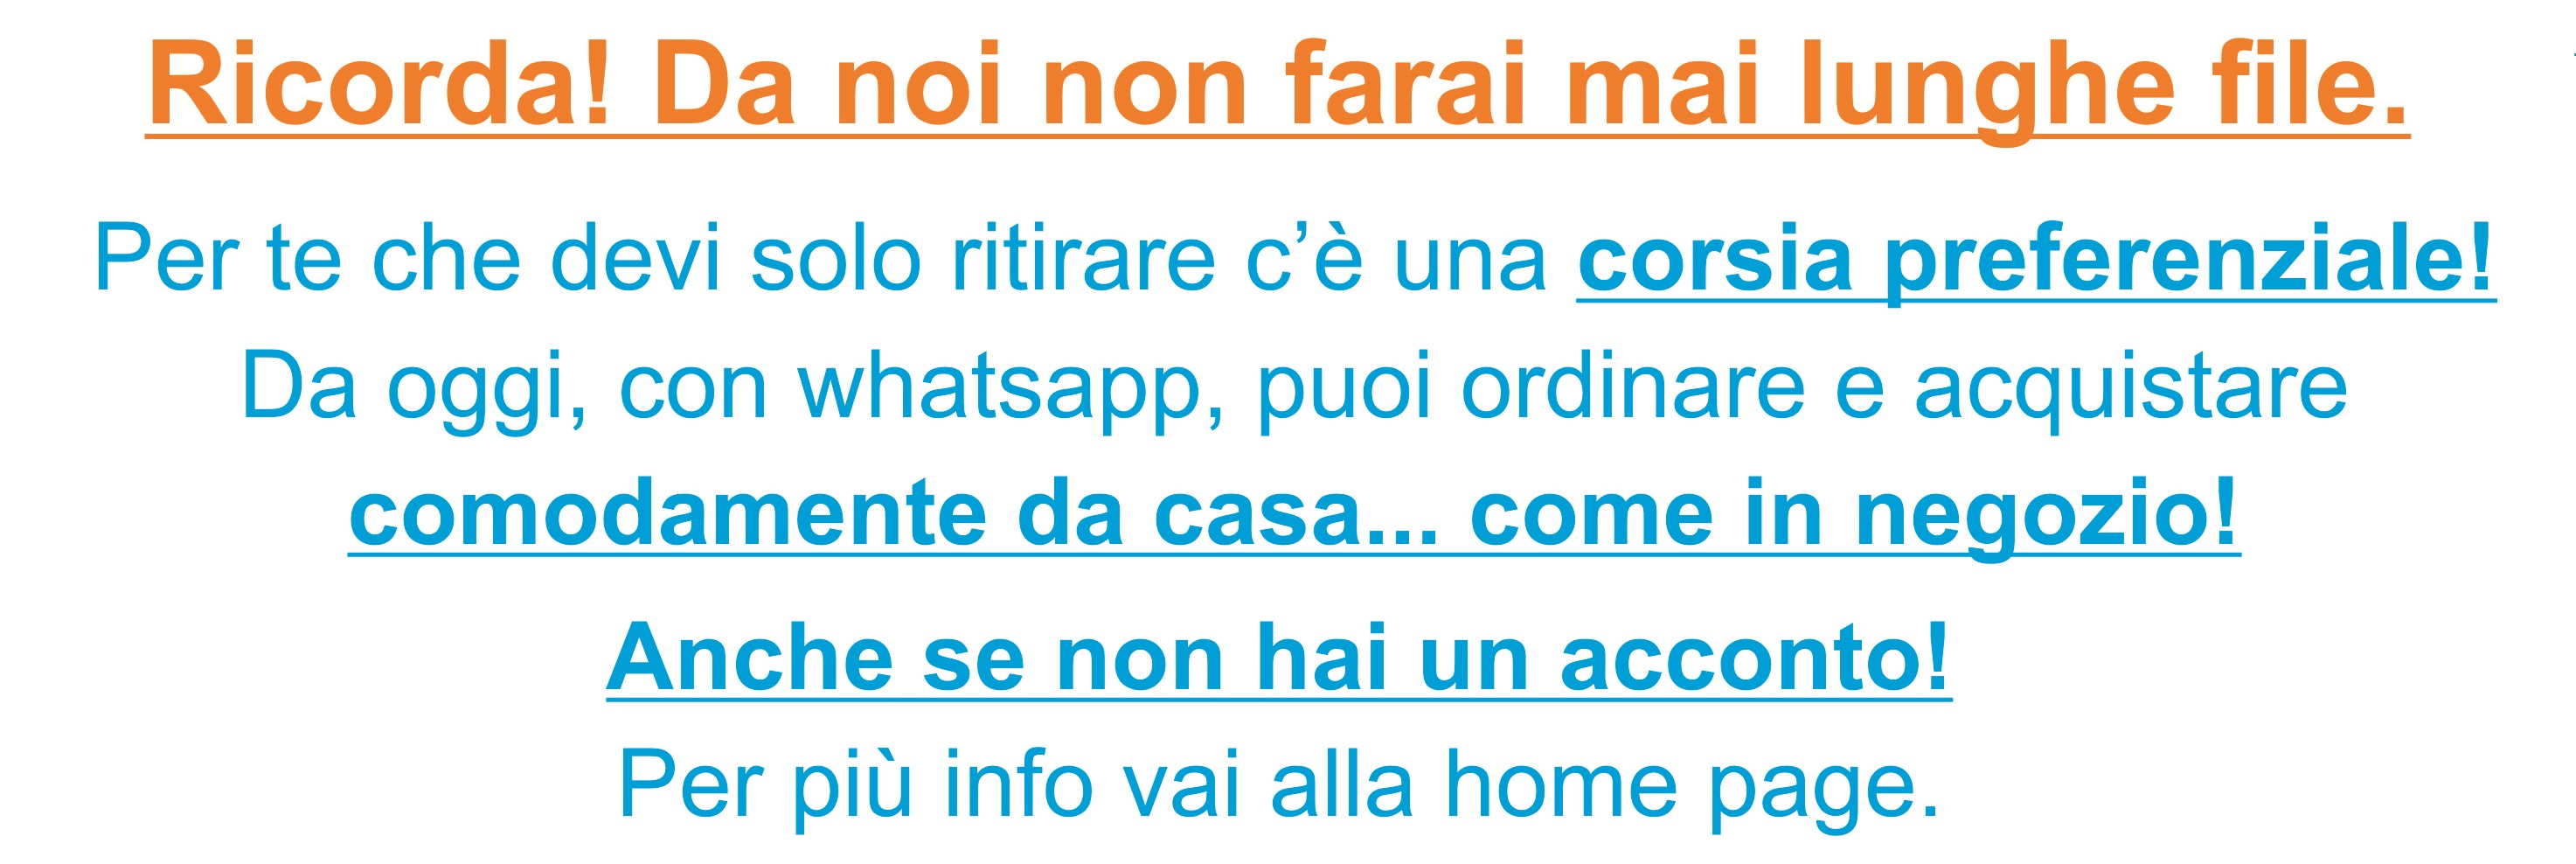 Ricorda! Da noi non farai mai lunghe file.
Per te che devi solo ritirare c’è una corsia preferenziale!
Da oggi, con whatsapp, puoi ordinare e acquistare
comodamente da casa... come in negozio!
Anche se non hai un acconto!
Per più info vai alla home page.